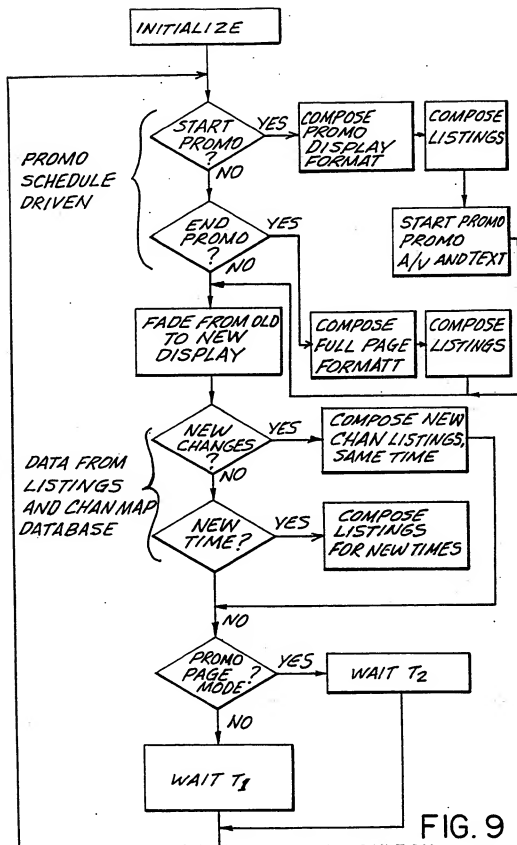 INITIALIZE
START
PROMO
?
YES
NO
COMPOSE
PROMO
DISPLAY
FORMAT
COMPOSE
LISTINGS
PROMO
SCHEDULE
DRIVEN
START PROMO
PROMO
A/V AND TEXT
END
PROMO
?
YES
NO
FADE FROM OLD
TO NEW
DISPLAY
COMPOSE
FULL PAGE
FORMATT
COMPOSE
LISTINGS
NEW
CHANGES
?
YES
NO
COMPOSE NEW
CHAN LISTINGS,
SAME TIME
DATA FROM
LISTINGS
AND CHANMAP
DATABASE
NEW
TIME?
YES
NO
COMPOSE
LISTINGS
FOR NEW TIMES
PROMO
PAGE ?
MODE
YES
NO
WAIT T2
WAIT T1
FIG. 9